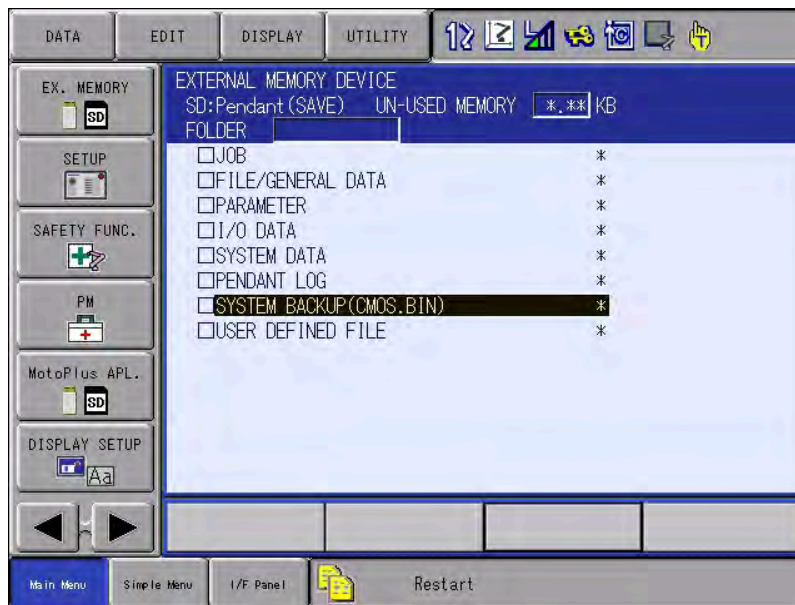 DATA EDIT DISPLAY UTILITY
EX. MEMORY
SD
SETUP
SAFETY FUNC.
PM
MotoPlus APL.
SD
DISPLAY SETUP
Aa
EXTERNAL MEMORY DEVICE
SD:Pendant(SAVE) UN-USED MEMORY *.** KB
FOLDER
JOB *
FILE/GENERAL DATA *
PARAMETER *
I/O DATA *
SYSTEM DATA *
PENDANT LOG *
SYSTEM BACKUP(CMOS.BIN) *
USER DEFINED FILE *
Main Menu Simple Menu I/F Panel Restart